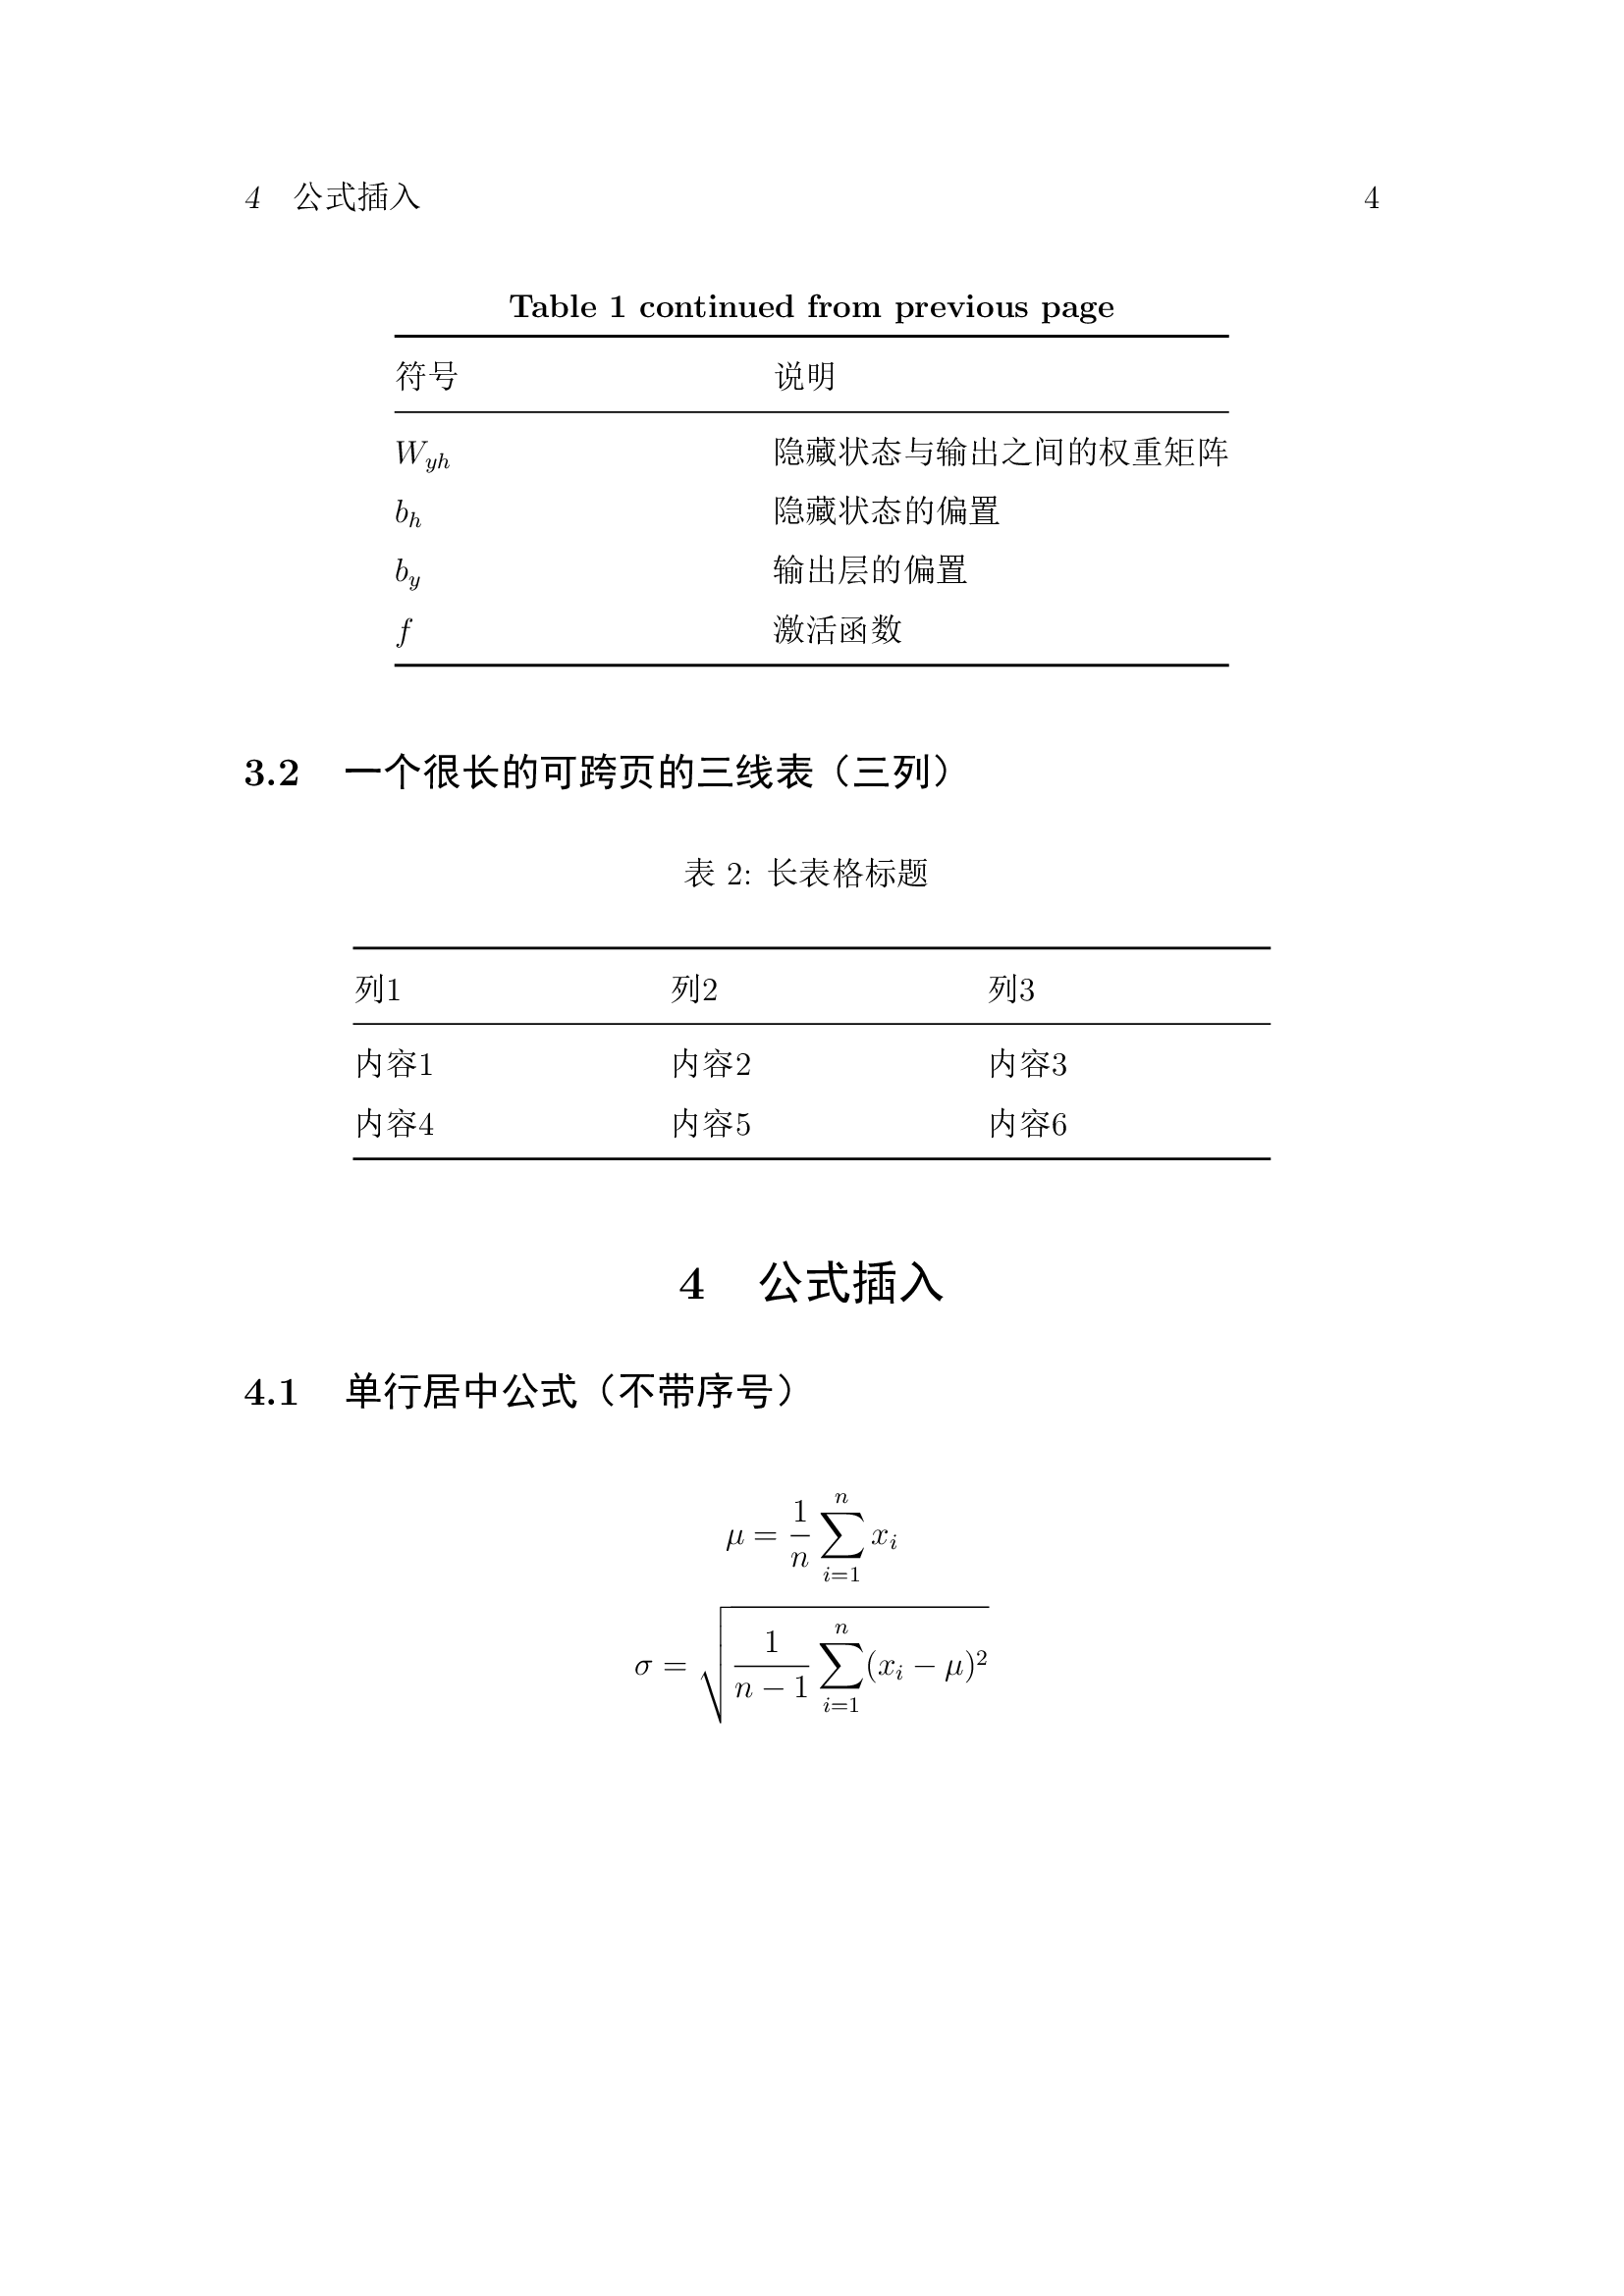 4 公式插入 4
Table 1 continued from previous page
符号 说明
W_{yh} 隐藏状态与输出之间的权重矩阵
b_h 隐藏状态的偏置
b_y 输出层的偏置
f 激活函数
3.2 一个很长的可跨页的三线表（三列）
表 2: 长表格标题
列1 列2 列3
内容1 内容2 内容3
内容4 内容5 内容6
4 公式插入
4.1 单行居中公式（不带序号）
\mu = \frac{1}{n} \sum_{i=1}^{n} x_i
\sigma = \sqrt{\frac{1}{n-1} \sum_{i=1}^{n} (x_i - \mu)^2}